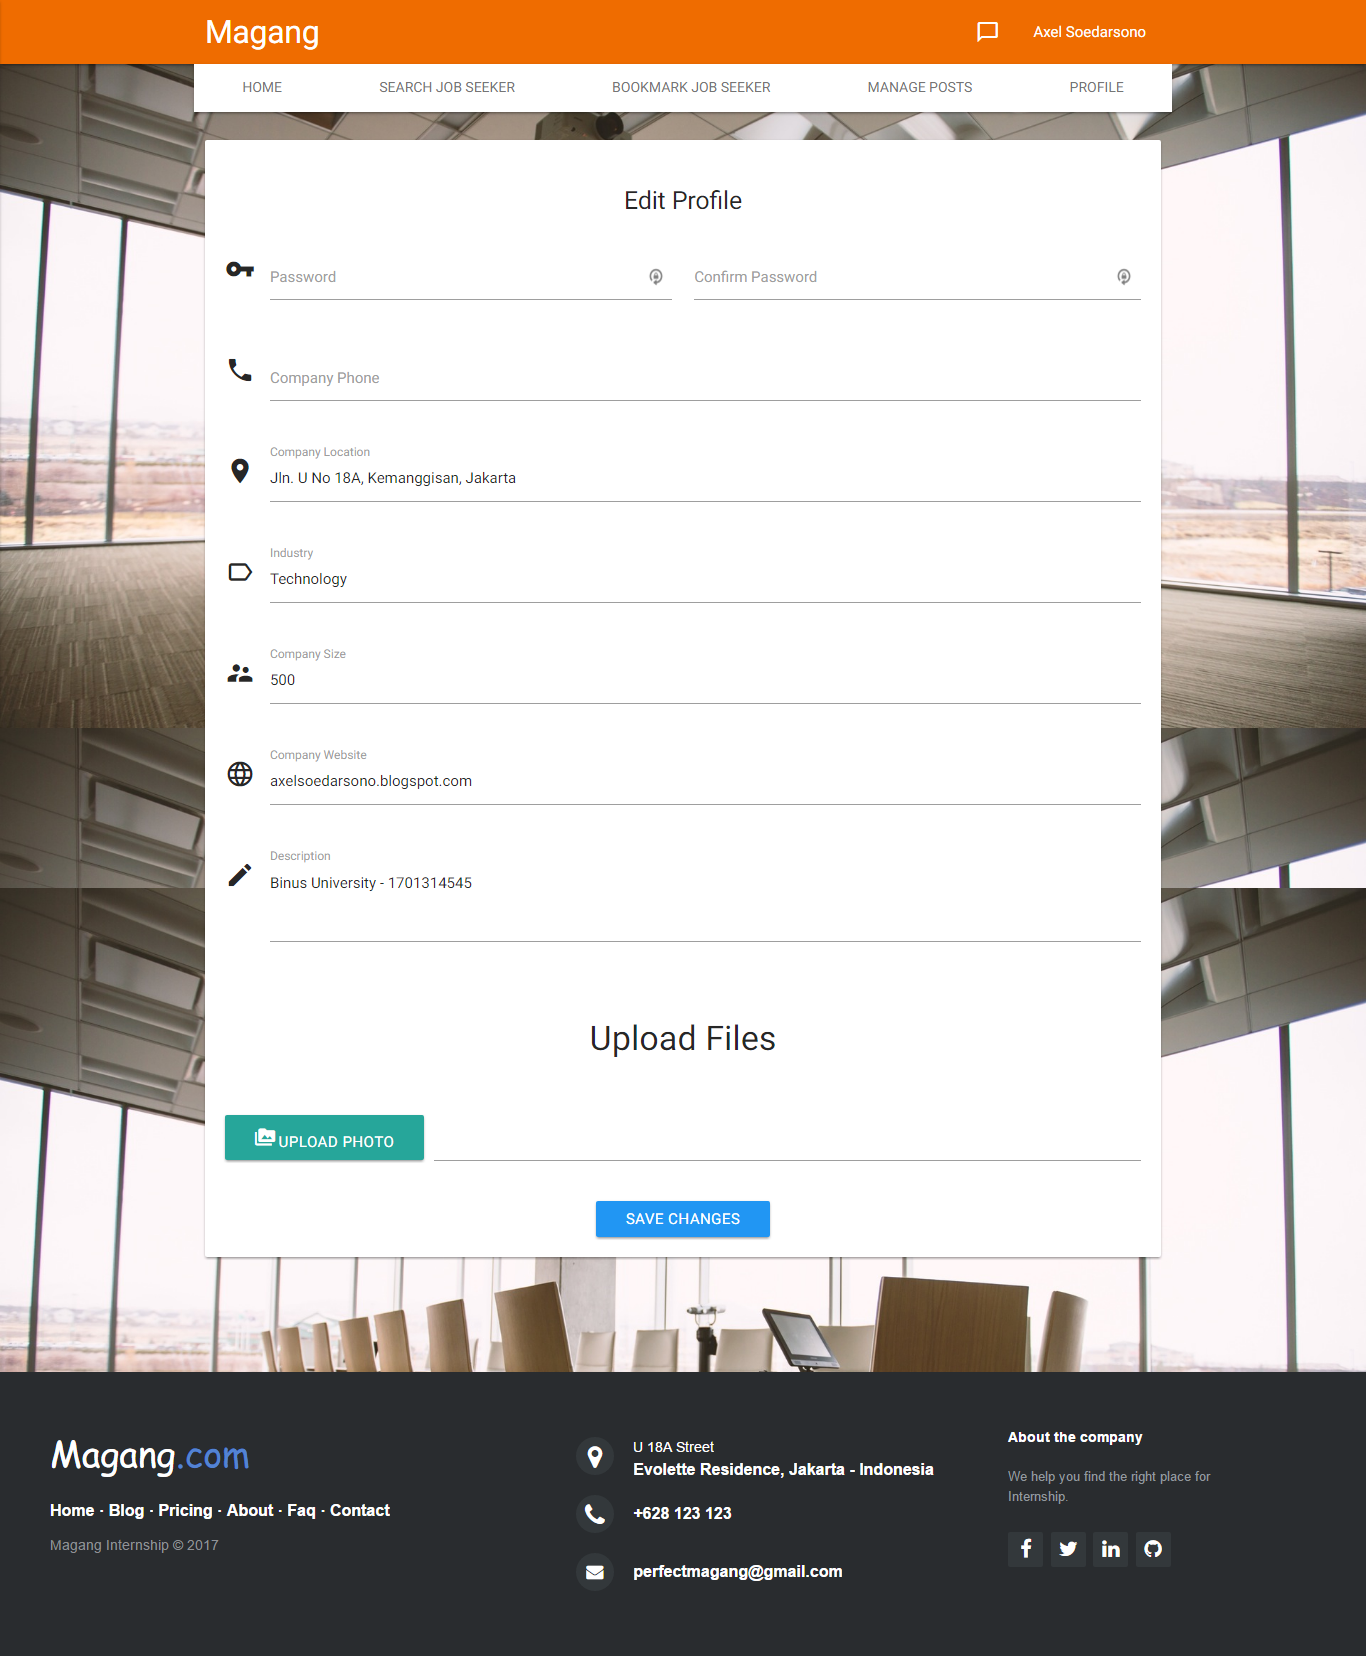 Magang
Axel Soedarsono
HOME SEARCH JOB SEEKER BOOKMARK JOB SEEKER MANAGE POSTS PROFILE
Edit Profile
Password Confirm Password
Company Phone
Company Location
Jln. U No 18A, Kemanggisan, Jakarta
Industry
Technology
Company Size
500
Company Website
axelsoedarsono.blogspot.com
Description
Binus University - 1701314545
Upload Files
UPLOAD PHOTO
SAVE CHANGES
Magang.com
Home · Blog · Pricing · About · Faq · Contact
Magang Internship © 2017
U 18A Street
Evolette Residence, Jakarta - Indonesia
+628 123 123
perfectmagang@gmail.com
About the company
We help you find the right place for
Internship.